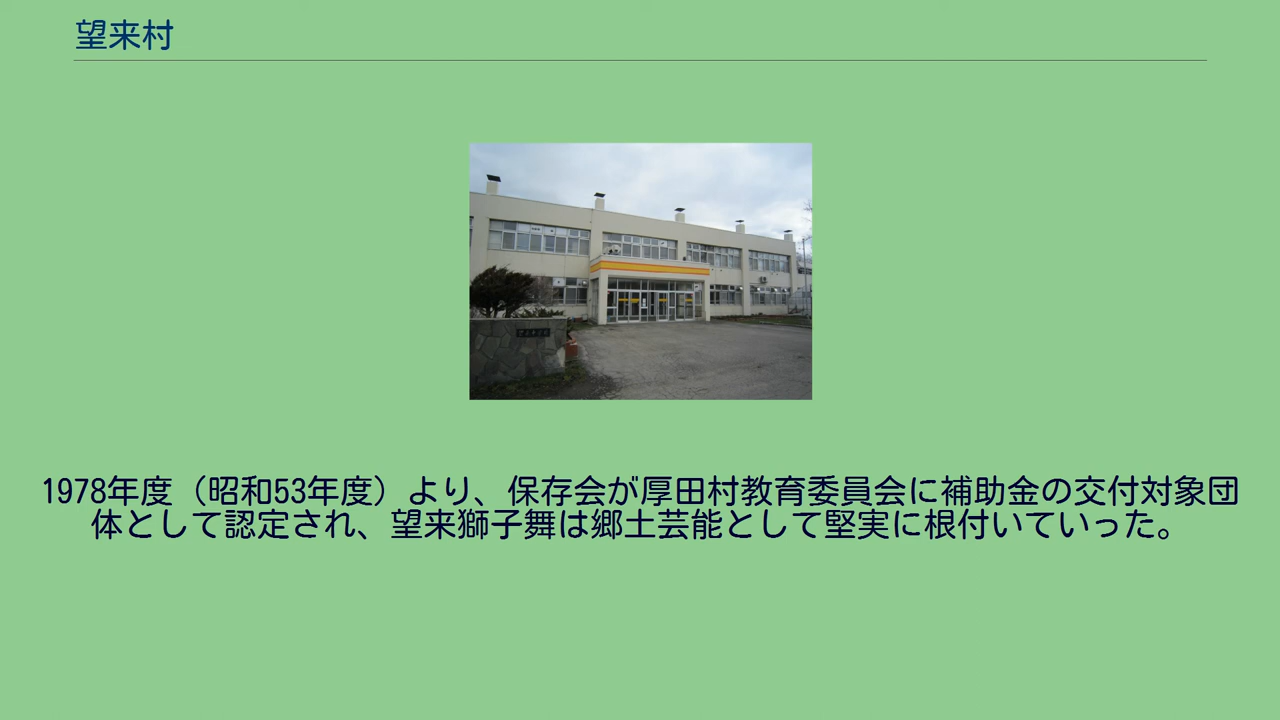 望来村
1978年度（昭和53年度）より、保存会が厚田村教育委員会に補助金の交付対象団
体として認定され、望来獅子舞は郷土芸能として堅実に根付いていった。